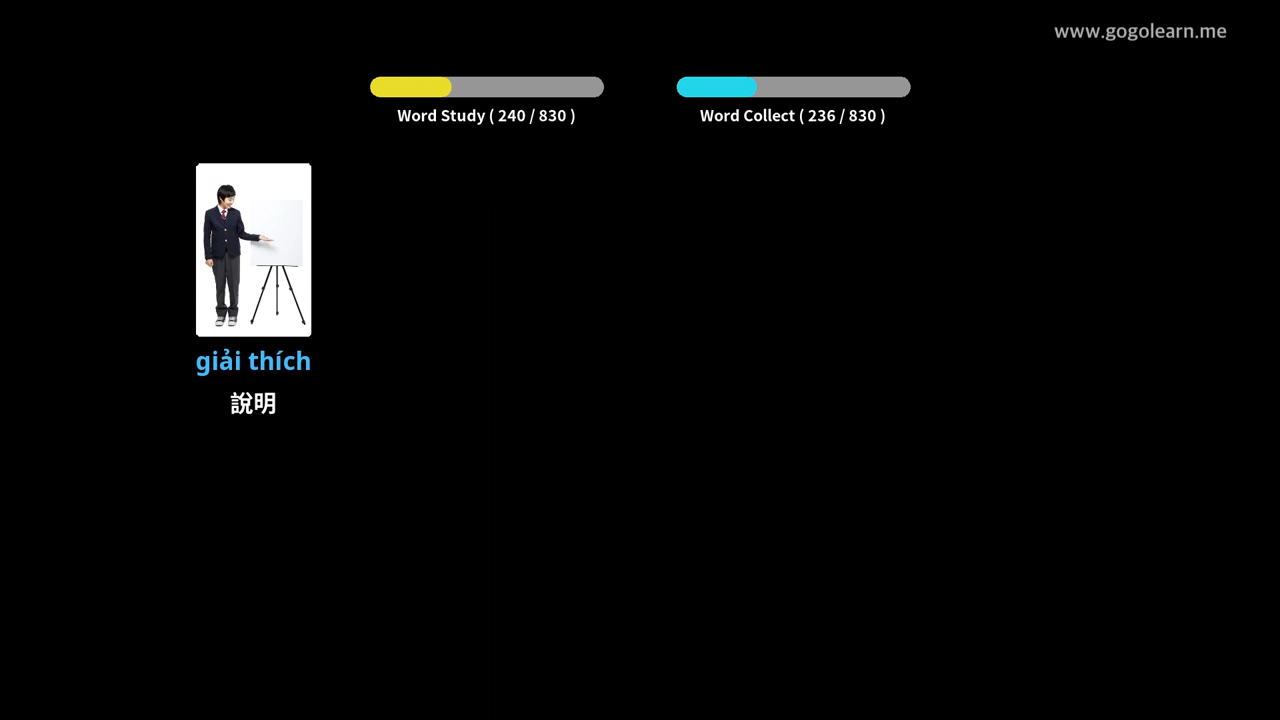 www.gogolearn.me
Word Study ( 240 / 830 )
Word Collect ( 236 / 830 )
giải thích
說明